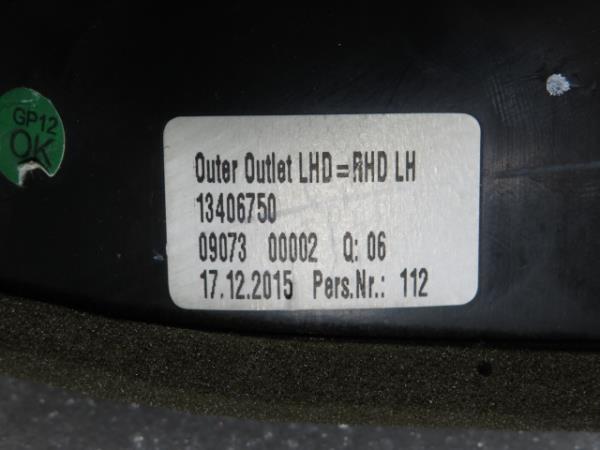 GP12
OK
Outer Outlet LHD=RHD LH
13406750
09073 00002 Q: 06
17.12.2015 Pers.Nr.: 112